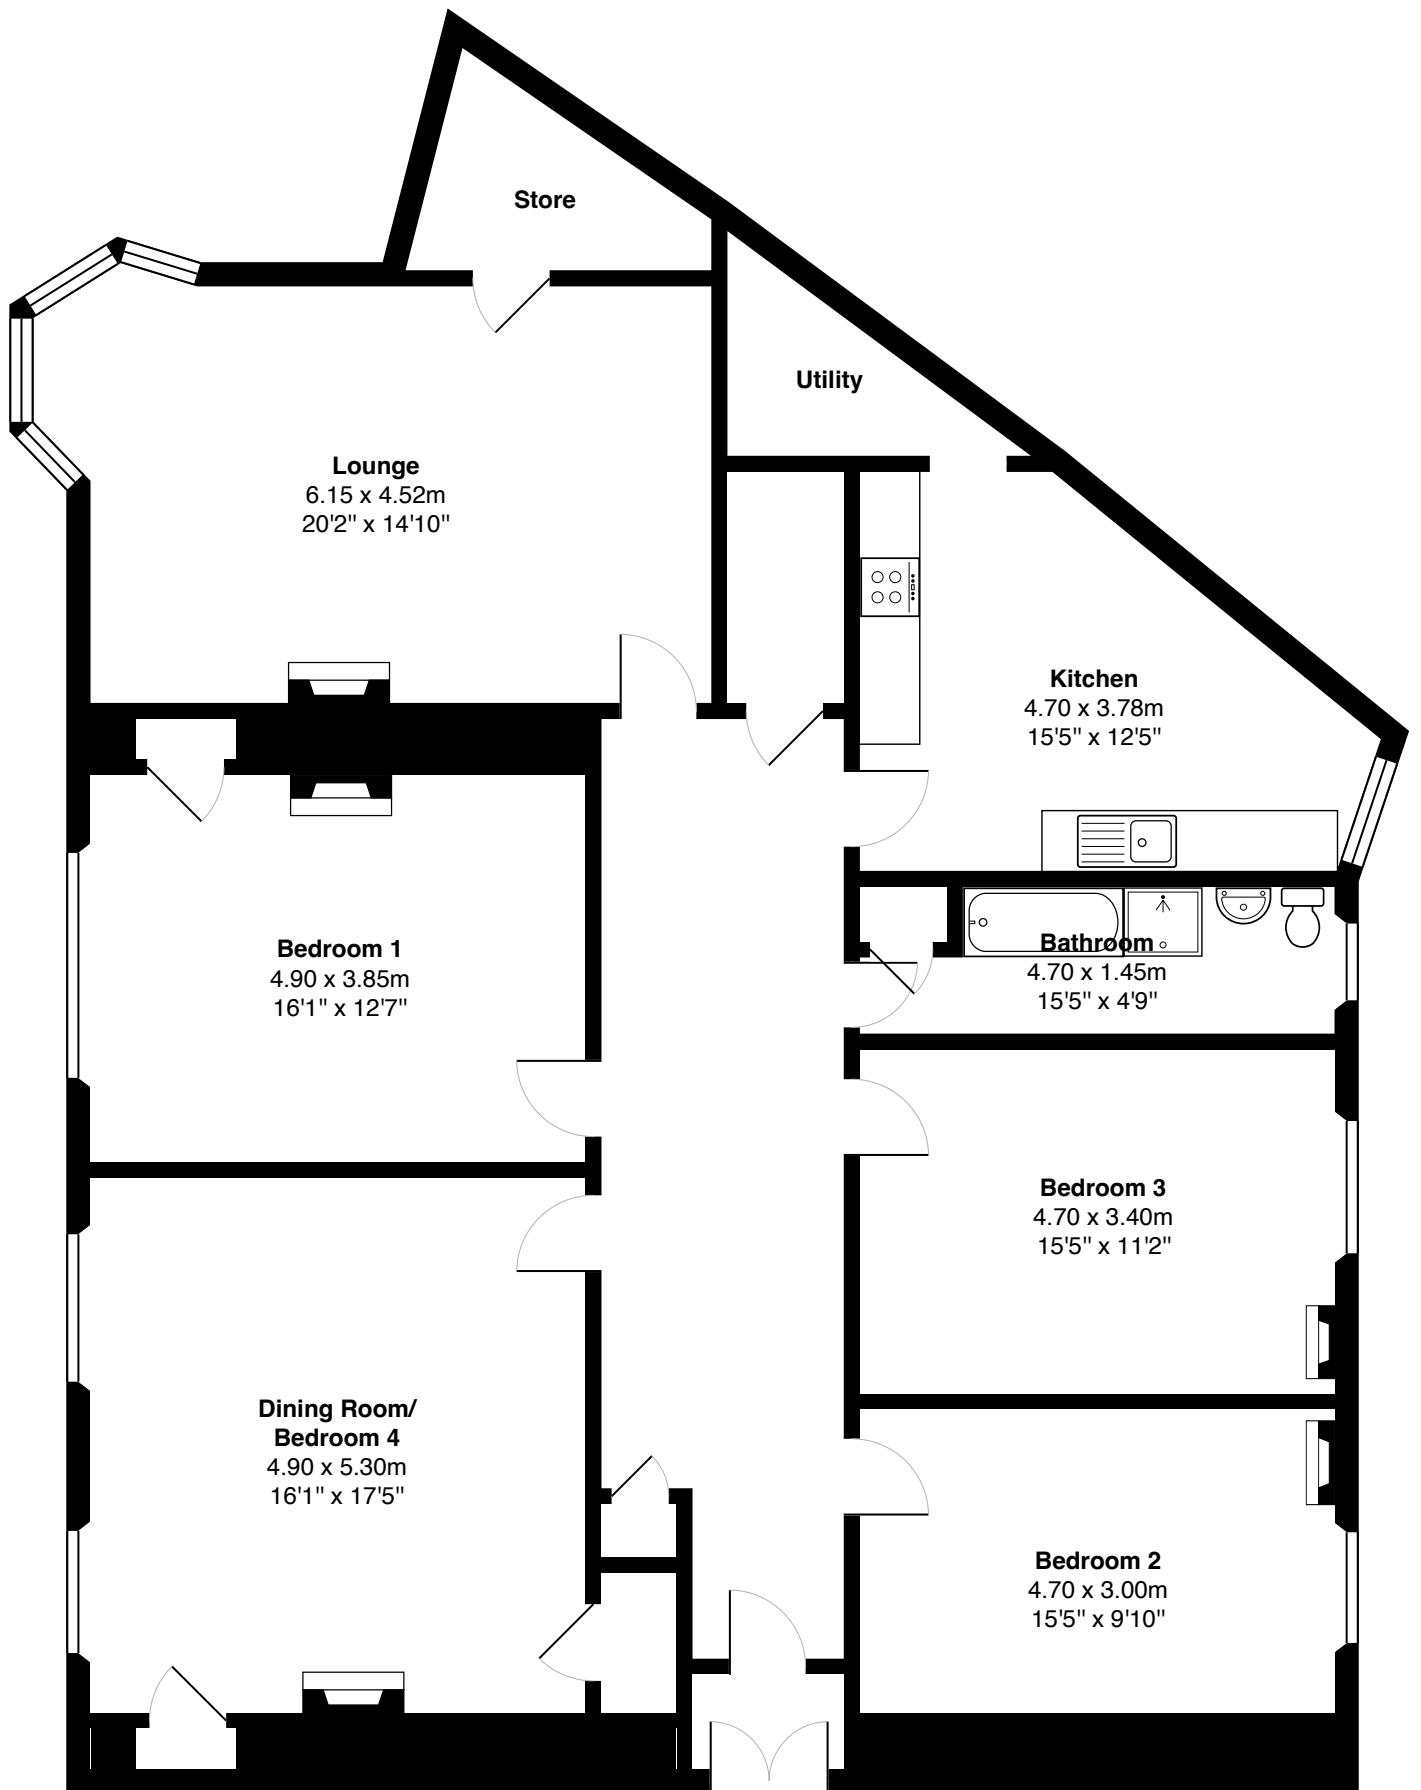 Store
Utility
Lounge
6.15 x 4.52m
20'2" x 14'10"
Kitchen
4.70 x 3.78m
15'5" x 12'5"
Bedroom 1
4.90 x 3.85m
16'1" x 12'7"
Bathroom
4.70 x 1.45m
15'5" x 4'9"
Bedroom 3
4.70 x 3.40m
15'5" x 11'2"
Dining Room/
Bedroom 4
4.90 x 5.30m
16'1" x 17'5"
Bedroom 2
4.70 x 3.00m
15'5" x 9'10"